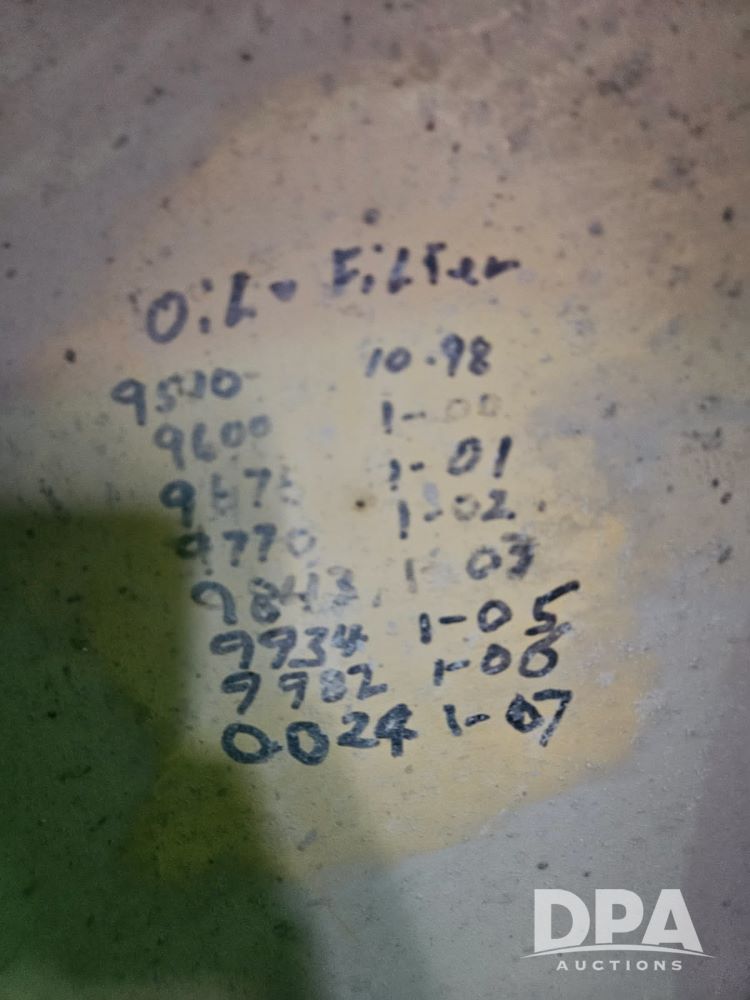 Oil + Filter
9520 10-98
9600 1-00
9675 1-01
9770 1-02
9843 1-03
9934 1-05
9982 1-06
0024 1-07
DPA
AUCTIONS